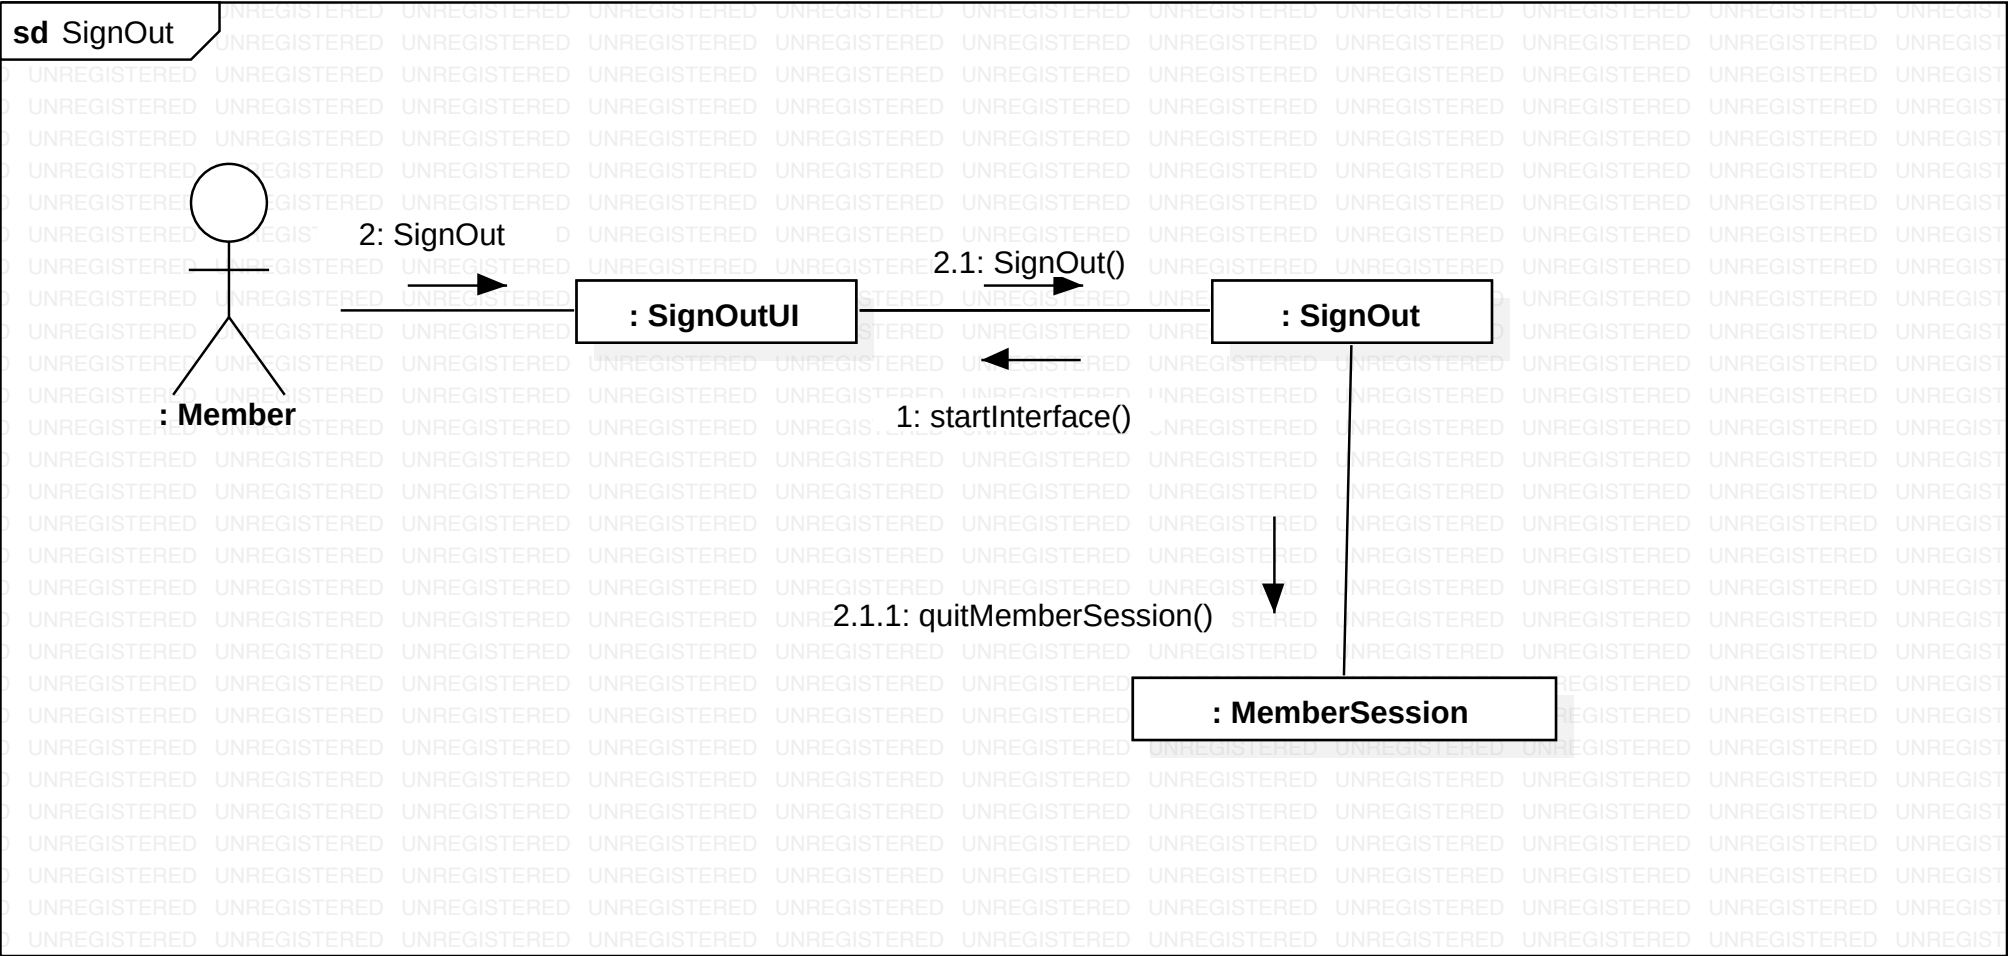 sd SignOut
2: SignOut
2.1: SignOut()
: SignOutUI
: SignOut
: Member
1: startInterface()
2.1.1: quitMemberSession()
: MemberSession
UNREGISTERED